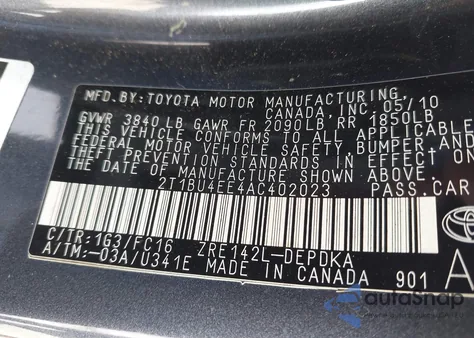 MFD.BY:TOYOTA MOTOR MANUFACTURING
CANADA, INC. 05/10
GVWR 3840LB GAWR FR 2090LB RR 1850LB
THIS VEHICLE CONFORMS TO ALL APPLICABLE
FEDERAL MOTOR VEHICLE SAFETY, BUMPER, AND
THEFT PREVENTION STANDARDS IN EFFECT ON
THE DATE OF MANUFACTURE SHOWN ABOVE.
2T1BU4EE4AC402023 PASS.CAR
C/TR:1G3/FC16 ZRE142L-DEPDKA
A/TM:-03A/U341E MADE IN CANADA 901
A
autosnap